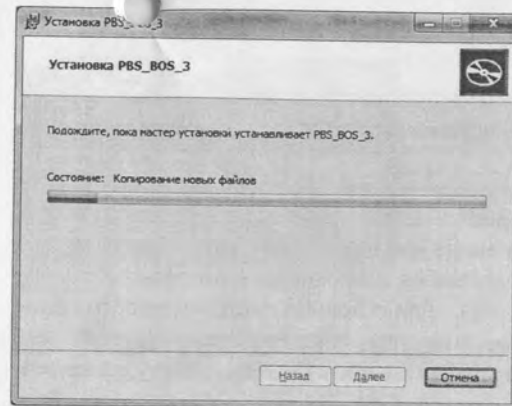 Установка PBS_BOS_3
Установка PBS_BOS_3
Подождите, пока мастер установки устанавливает PBS_BOS_3.
Состояние: Копирование новых файлов
Назад
Далее
Отмена